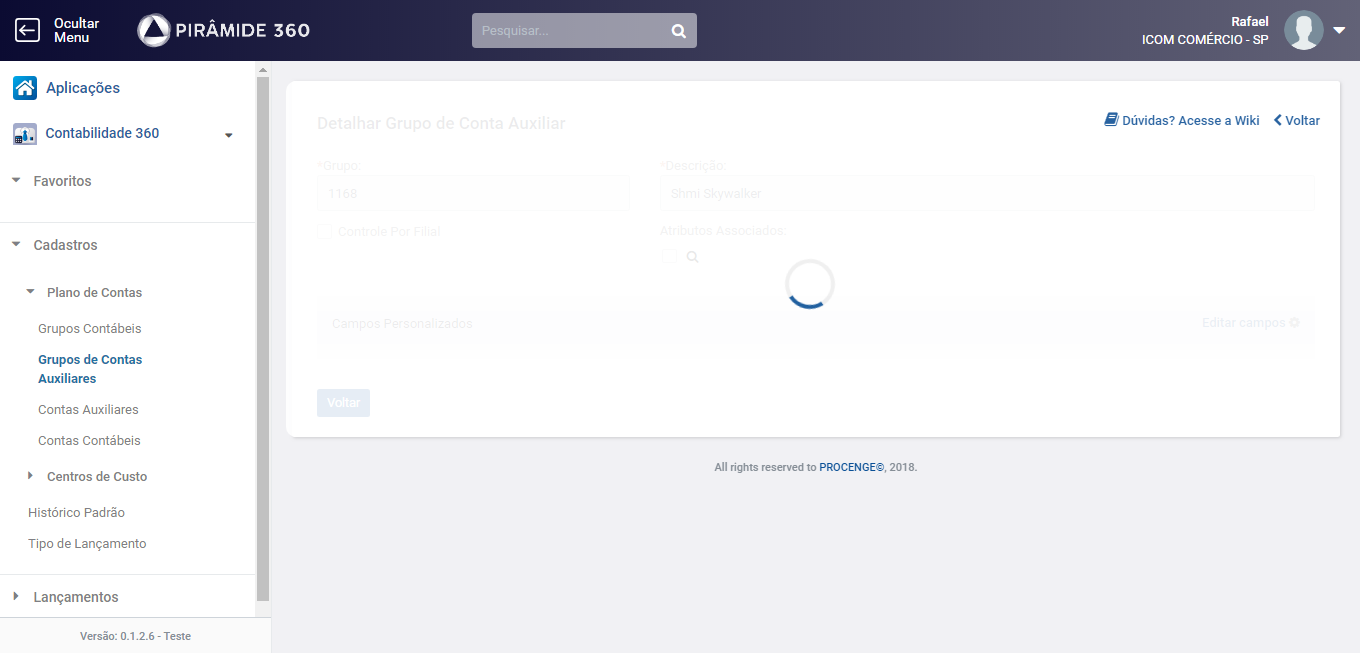 Ocultar
Menu
PIRÂMIDE 360
Pesquisar...
Rafael
ICOM COMÉRCIO - SP
Aplicações
Contabilidade 360
Favoritos
Cadastros
Plano de Contas
Grupos Contábeis
Grupos de Contas
Auxiliares
Contas Auxiliares
Contas Contábeis
Centros de Custo
Histórico Padrão
Tipo de Lançamento
Lançamentos
Versão: 0.1.2.6 - Teste
Detalhar Grupo de Conta Auxiliar
Dúvidas? Acesse a Wiki
Voltar
*Grupo:
*Descrição:
1168
Shmi Skywalker
Controle Por Filial
Atributos Associados:
Campos Personalizados
Editar campos
Voltar
All rights reserved to PROCENGE©, 2018.